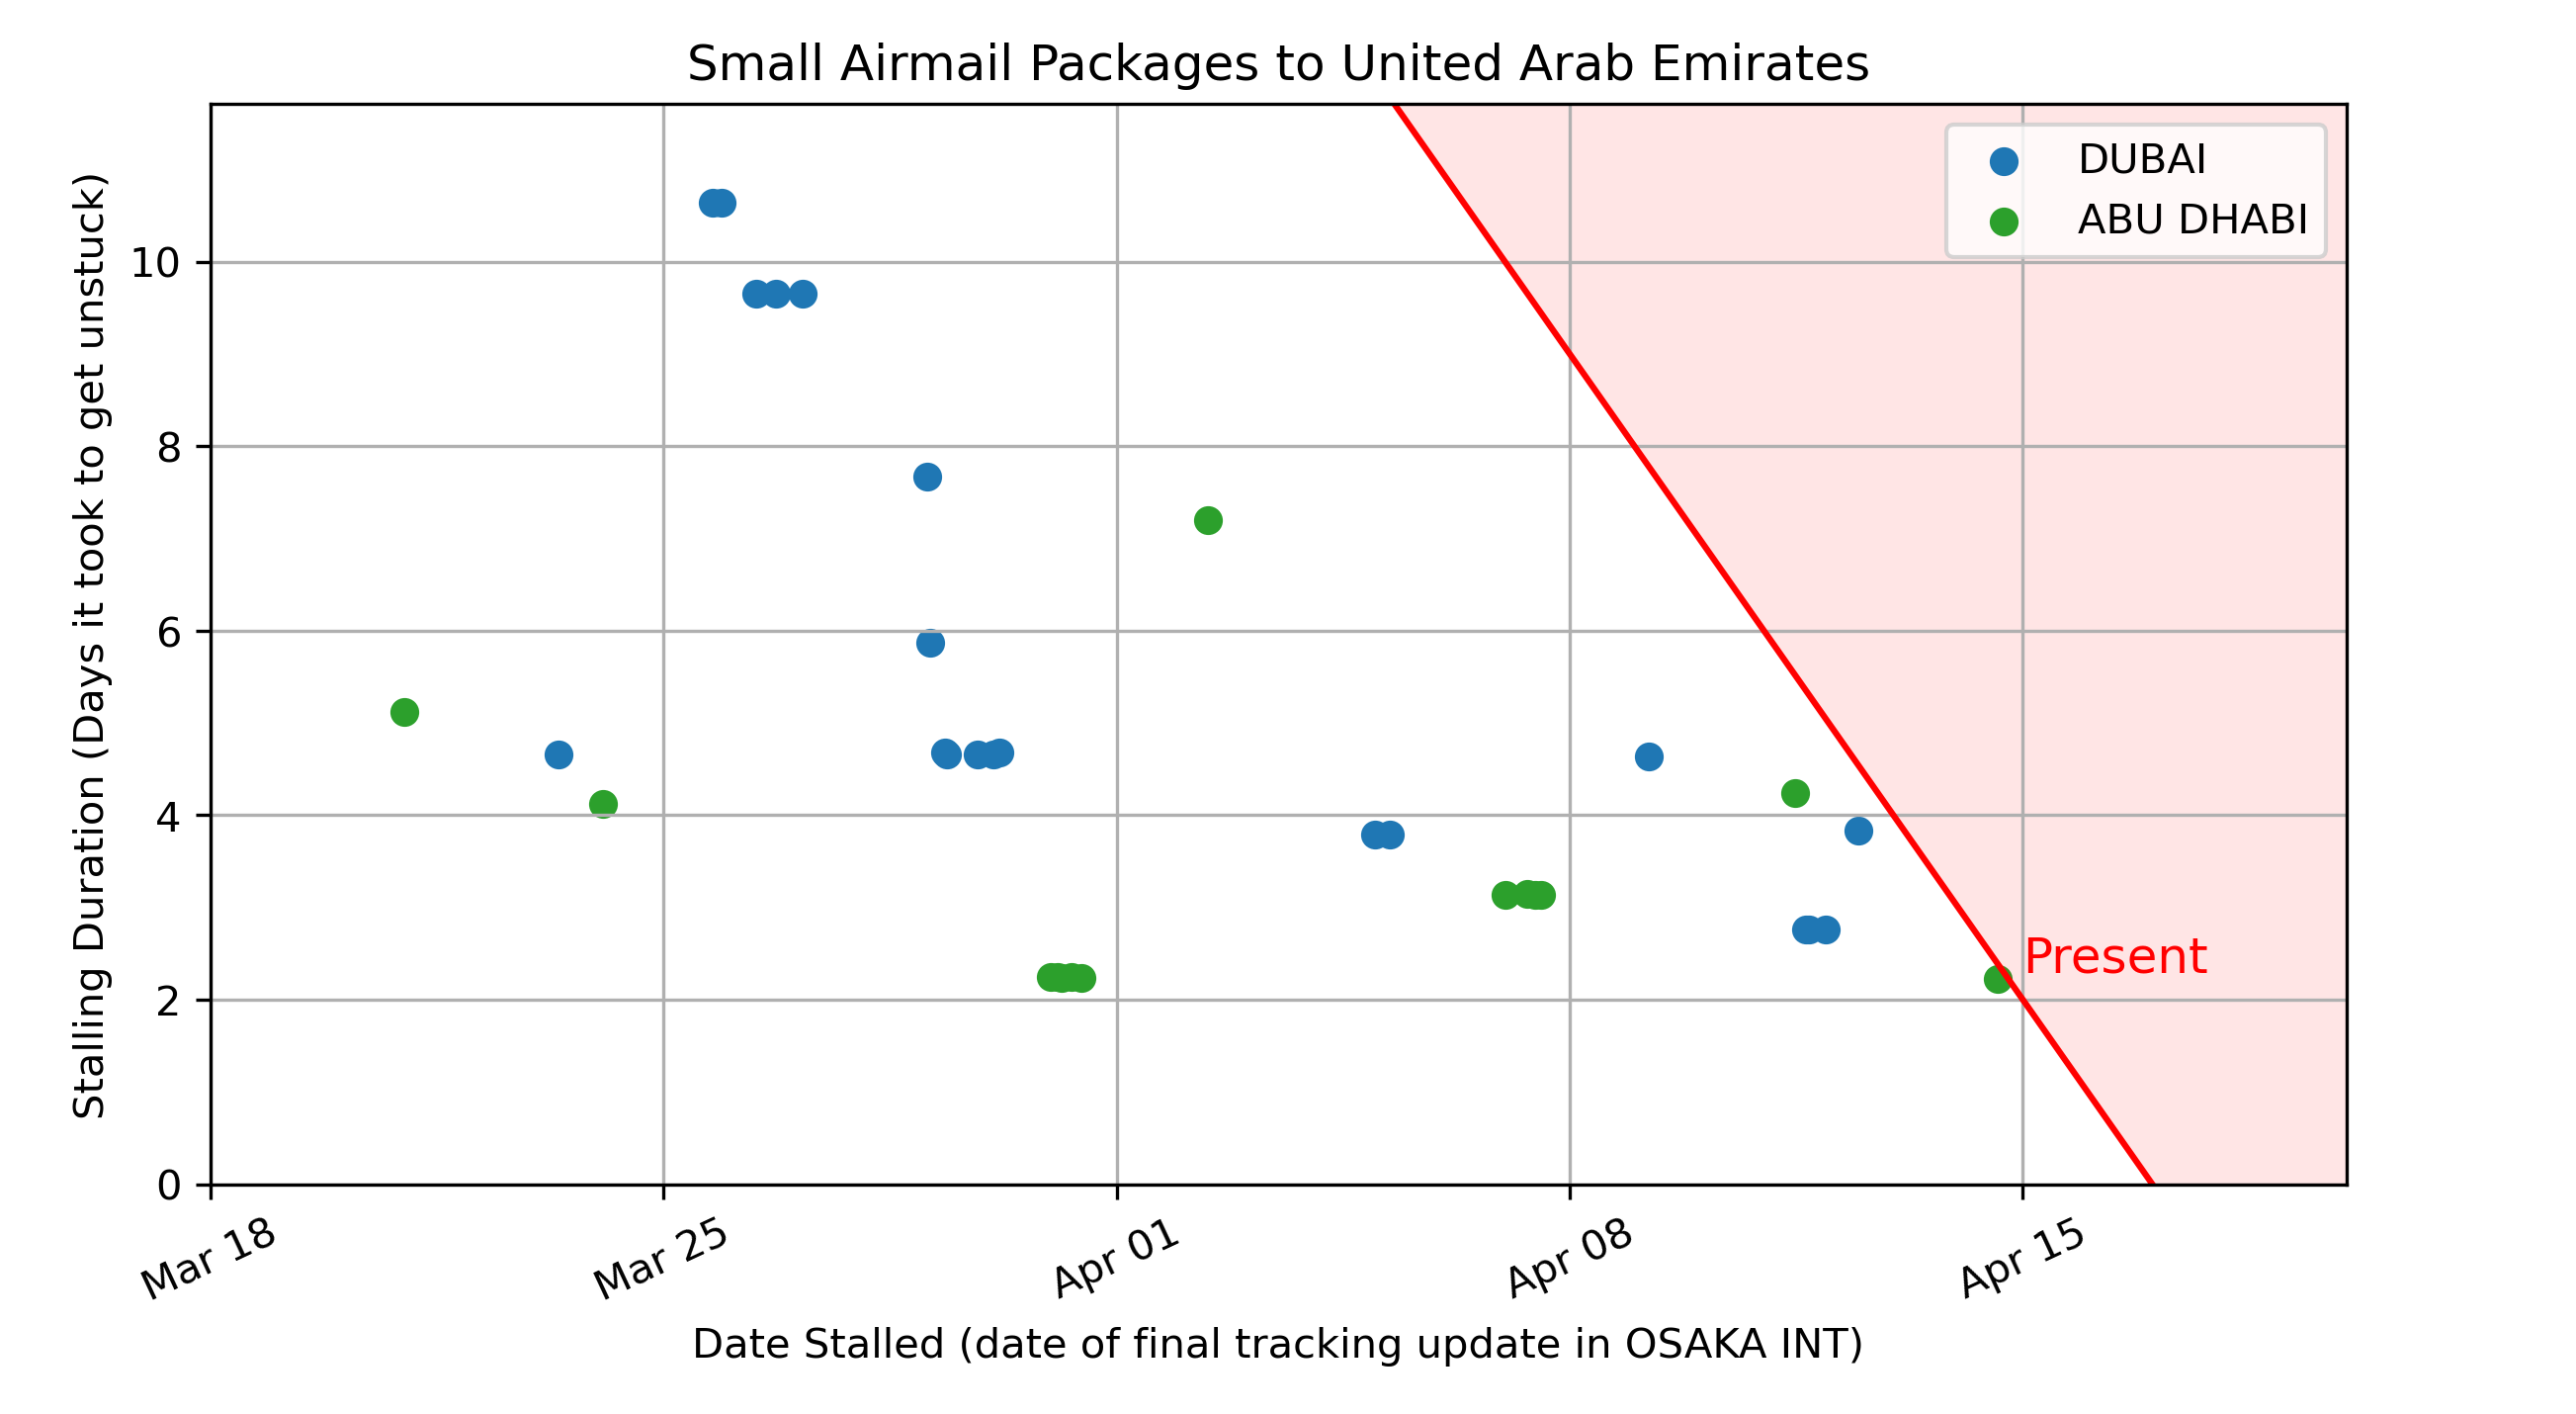 Small Airmail Packages to United Arab Emirates
DUBAI
ABU DHABI
Stalling Duration (Days it took to get unstuck)
10
8
6
4
2
0
Present
Mar 18
Mar 25
Apr 01
Apr 08
Apr 15
Date Stalled (date of final tracking update in OSAKA INT)